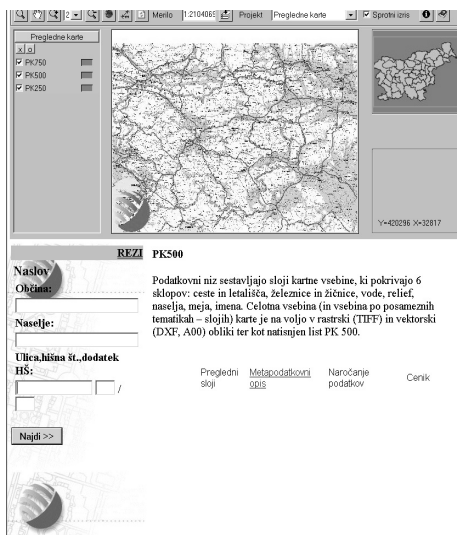 2 Merilo 1:2104065 Projekt Pregledne karte Sprotni izris
Pregledne karte
x o
PK750
PK500
PK250
Y=420296 X=32817
REZI
Naslov
Občina:
Naselje:
Ulica,hišna št.,dodatek
HŠ:
/
Najdi >>
PK500
Podatkovni niz sestavljajo sloji kartne vsebine, ki pokrivajo 6
sklopov: ceste in letališča, železnice in žičnice, vode, relief,
naselja, meja, imena. Celotna vsebina (in vsebina po posameznih
tematikah – slojih) karte je na voljo v rastrski (TIFF) in vektorski
(DXF, A00) obliki ter kot natisnjen list PK 500.
Pregledni
sloji
Metapodatkovni
opis
Naročanje
podatkov
Cenik